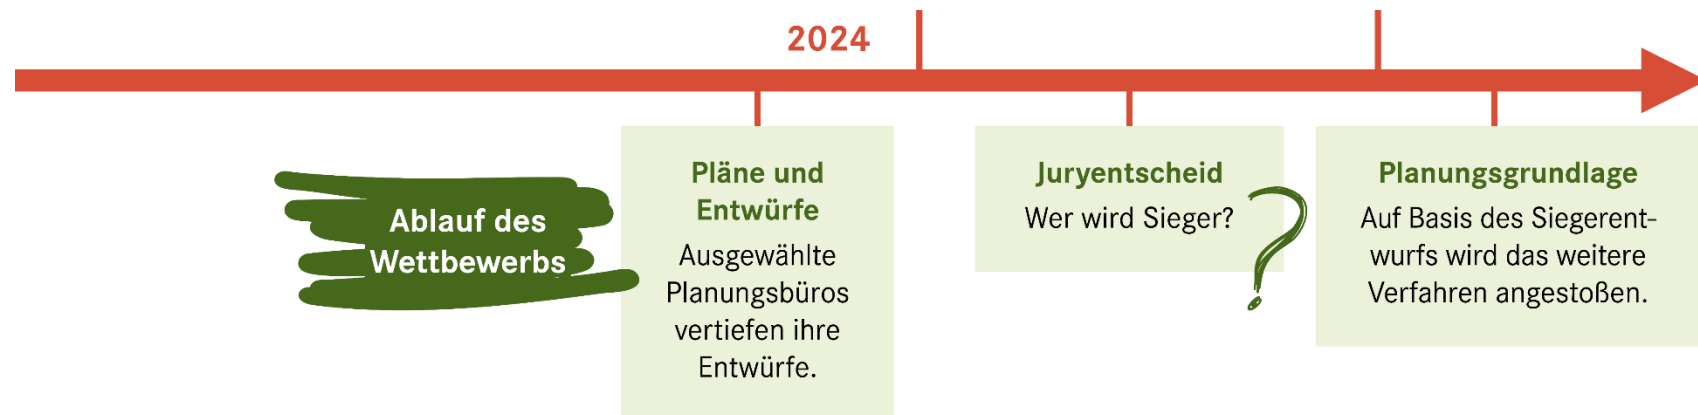 2024
Ablauf des
Wettbewerbs
Pläne und
Entwürfe
Ausgewählte
Planungsbüros
vertiefen ihre
Entwürfe.
Juryentscheid
Wer wird Sieger?
?
Planungsgrundlage
Auf Basis des Siegerent-
wurfs wird das weitere
Verfahren angestoßen.